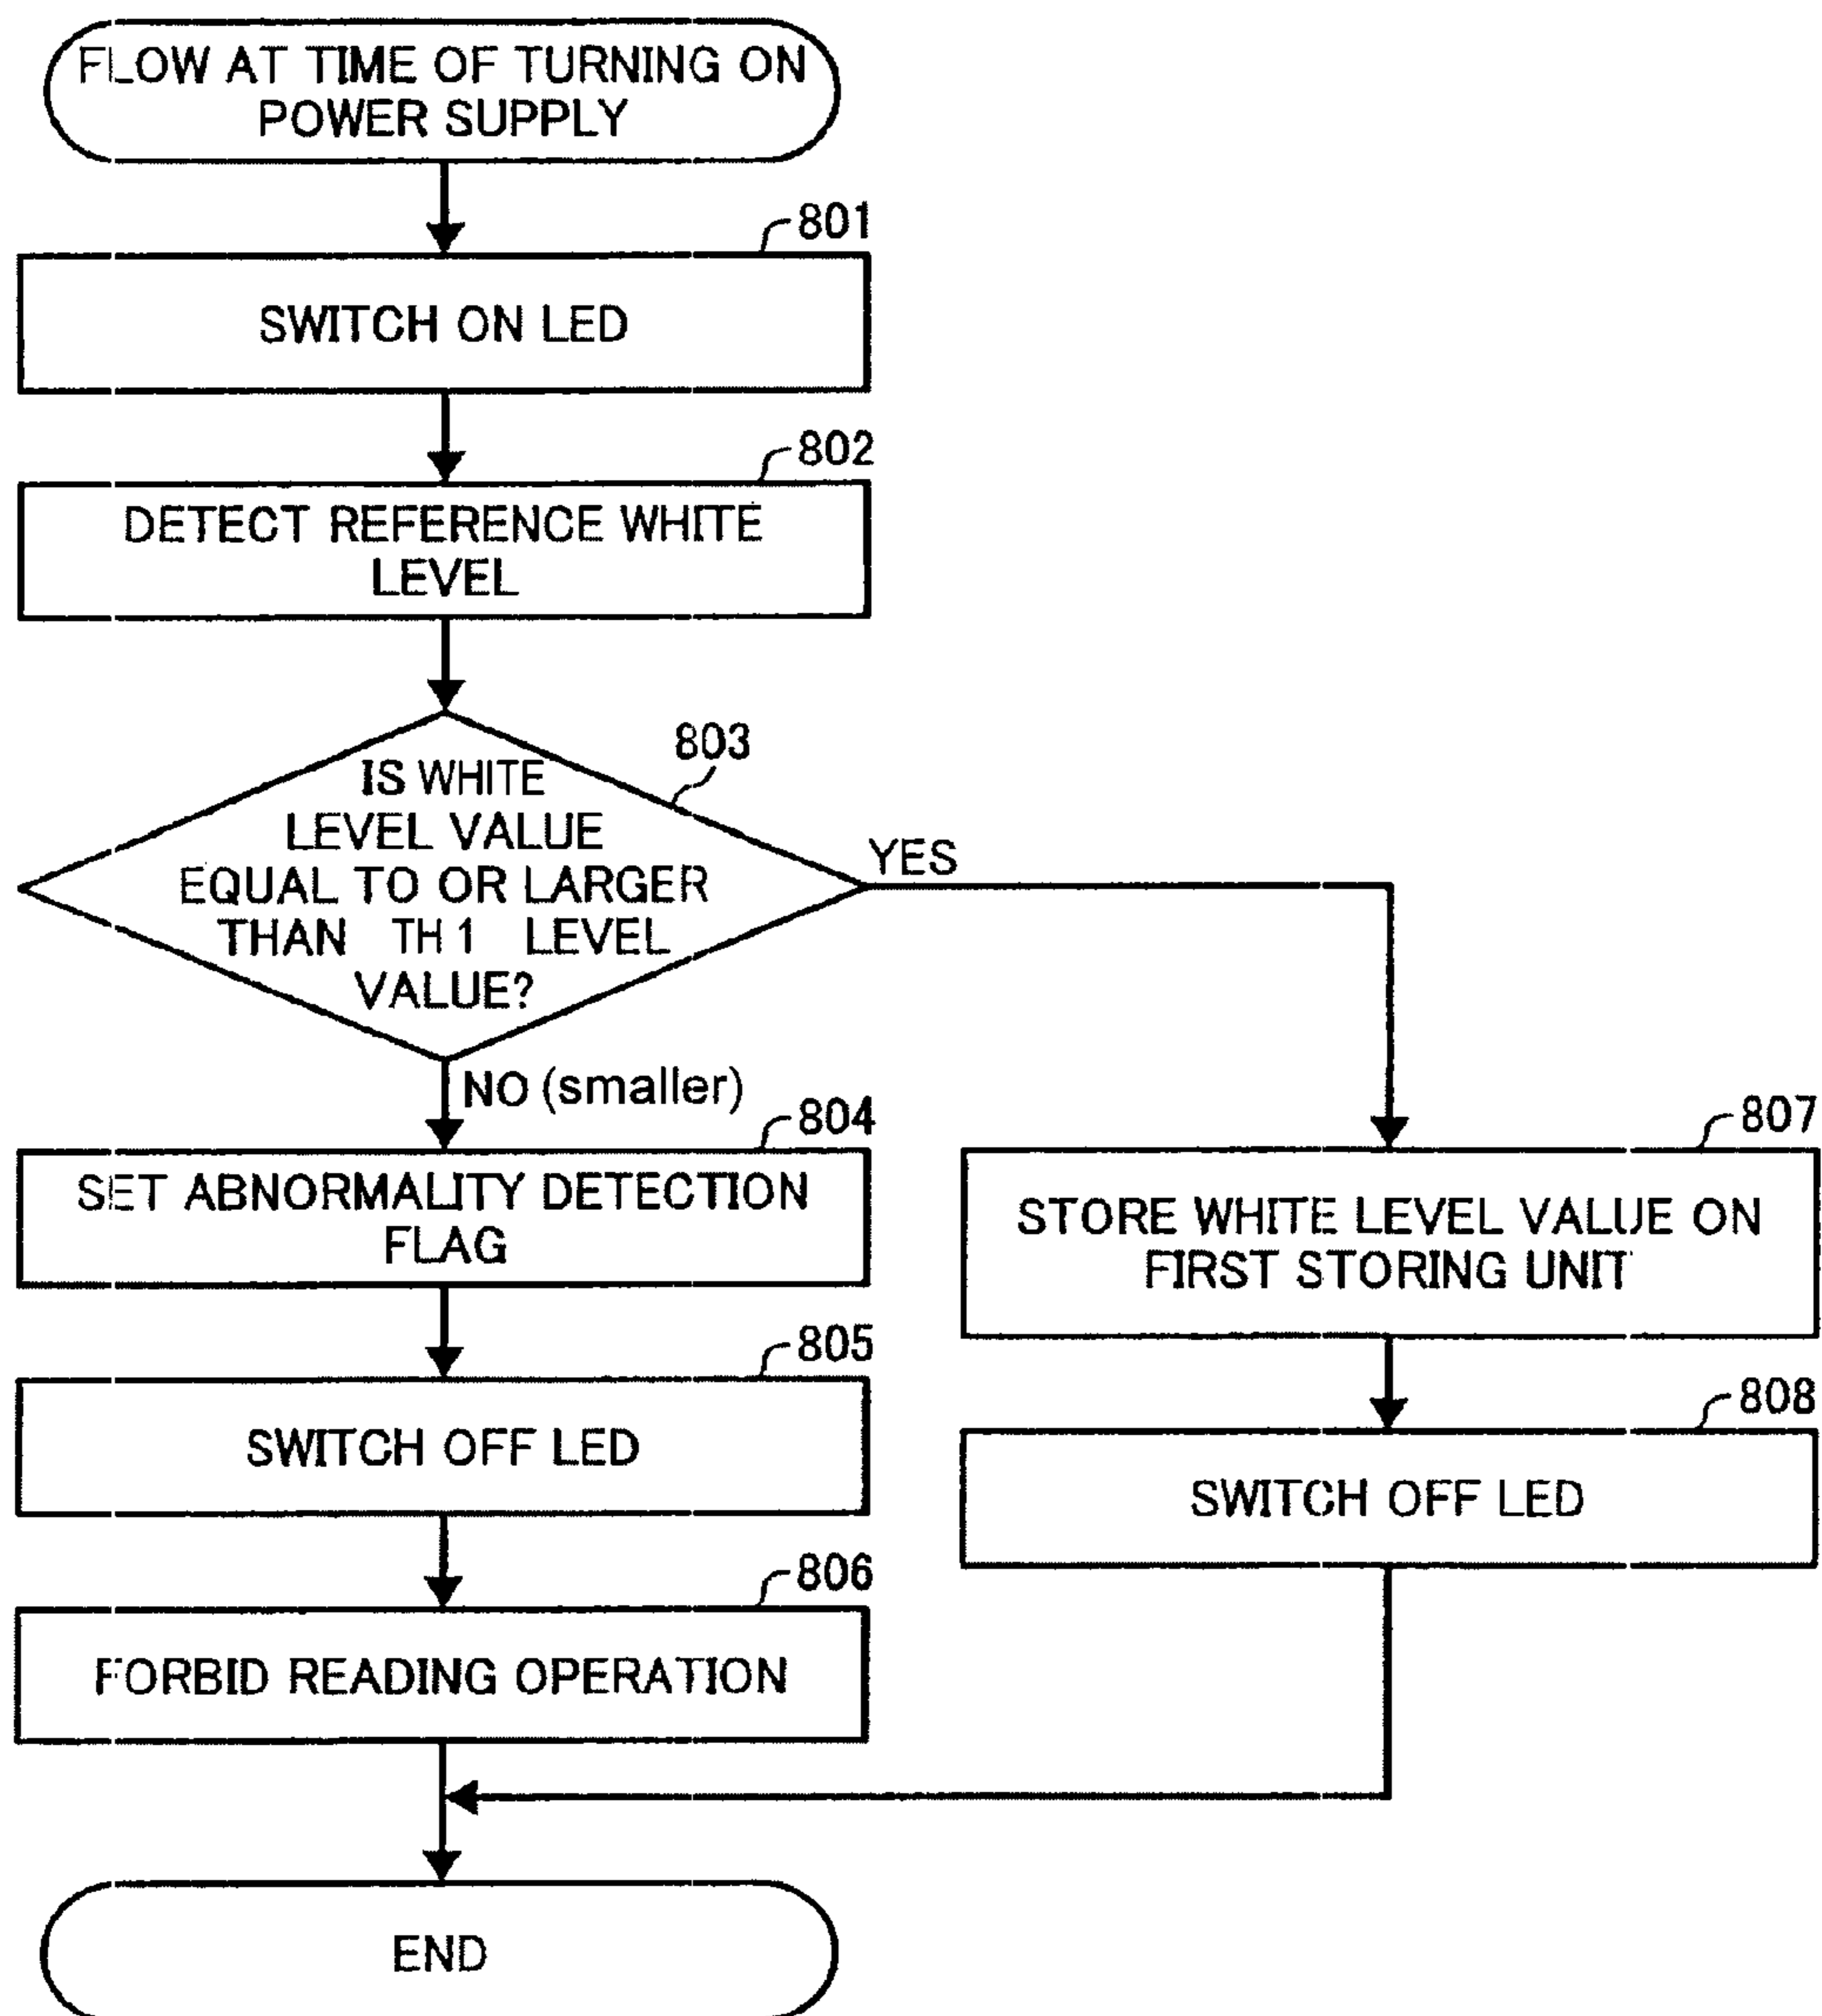 FLOW AT TIME OF TURNING ON
POWER SUPPLY
801
SWITCH ON LED
802
DETECT REFERENCE WHITE
LEVEL
803
IS WHITE
LEVEL VALUE
EQUAL TO OR LARGER
THAN TH 1 LEVEL
VALUE?
YES
NO (smaller)
804
SET ABNORMALITY DETECTION
FLAG
805
SWITCH OFF LED
806
FORBID READING OPERATION
807
STORE WHITE LEVEL VALUE ON
FIRST STORING UNIT
808
SWITCH OFF LED
END